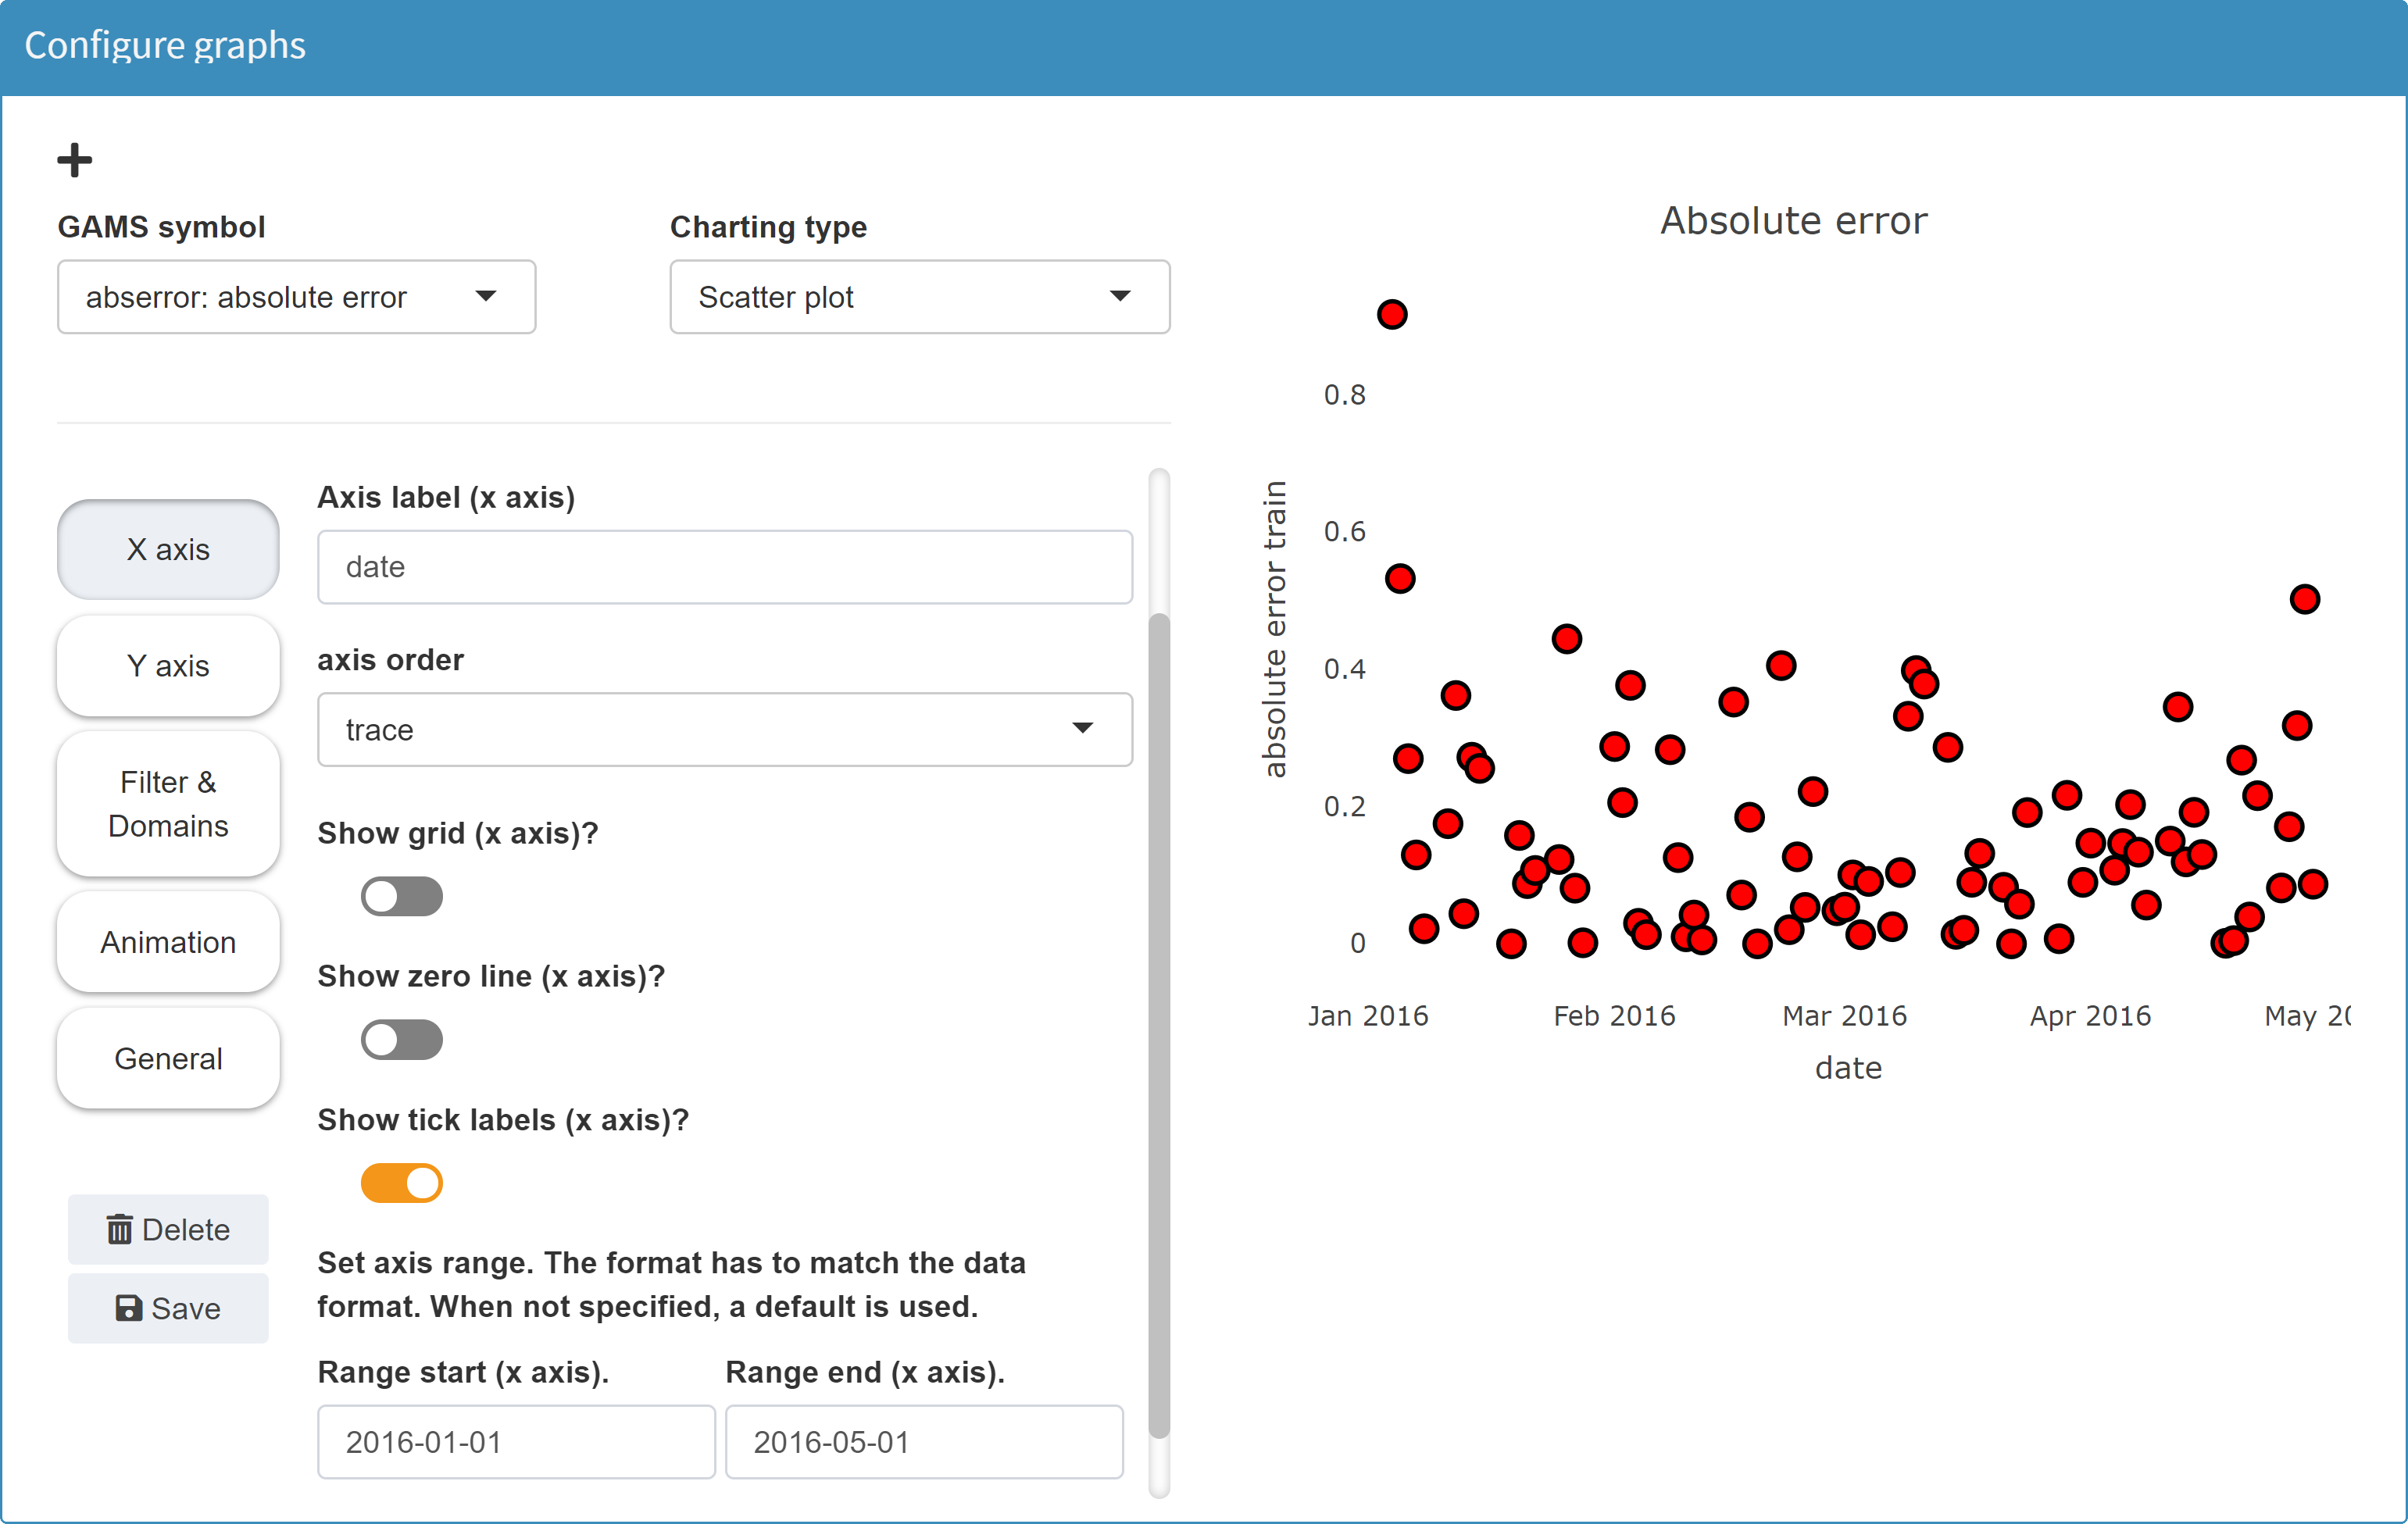 Configure graphs
GAMS symbol
Charting type
abserror: absolute error
Scatter plot
X axis
Y axis
Filter &
Domains
Animation
General
Delete
Save
Axis label (x axis)
date
axis order
trace
Show grid (x axis)?
Show zero line (x axis)?
Show tick labels (x axis)?
Set axis range. The format has to match the data
format. When not specified, a default is used.
Range start (x axis).
Range end (x axis).
2016-01-01
2016-05-01
Absolute error
absolute error train
0.8
0.6
0.4
0.2
0
Jan 2016
Feb 2016
Mar 2016
Apr 2016
May 20
date